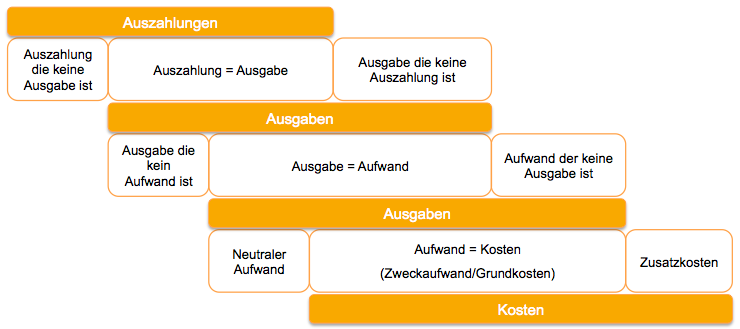 Auszahlungen
Auszahlung
die keine
Ausgabe ist
Auszahlung = Ausgabe
Ausgabe die keine
Auszahlung ist
Ausgaben
Ausgabe die
kein
Aufwand ist
Ausgabe = Aufwand
Aufwand der keine
Ausgabe ist
Ausgaben
Neutraler
Aufwand
Aufwand = Kosten
(Zweckaufwand/Grundkosten)
Zusatzkosten
Kosten